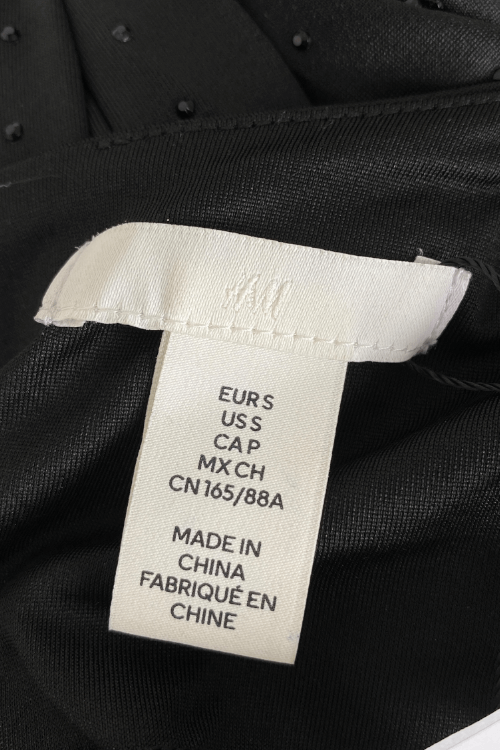 H&M
EUR S
US S
CA P
MX CH
CN 165/88A
MADE IN
CHINA
FABRIQUÉ EN
CHINE